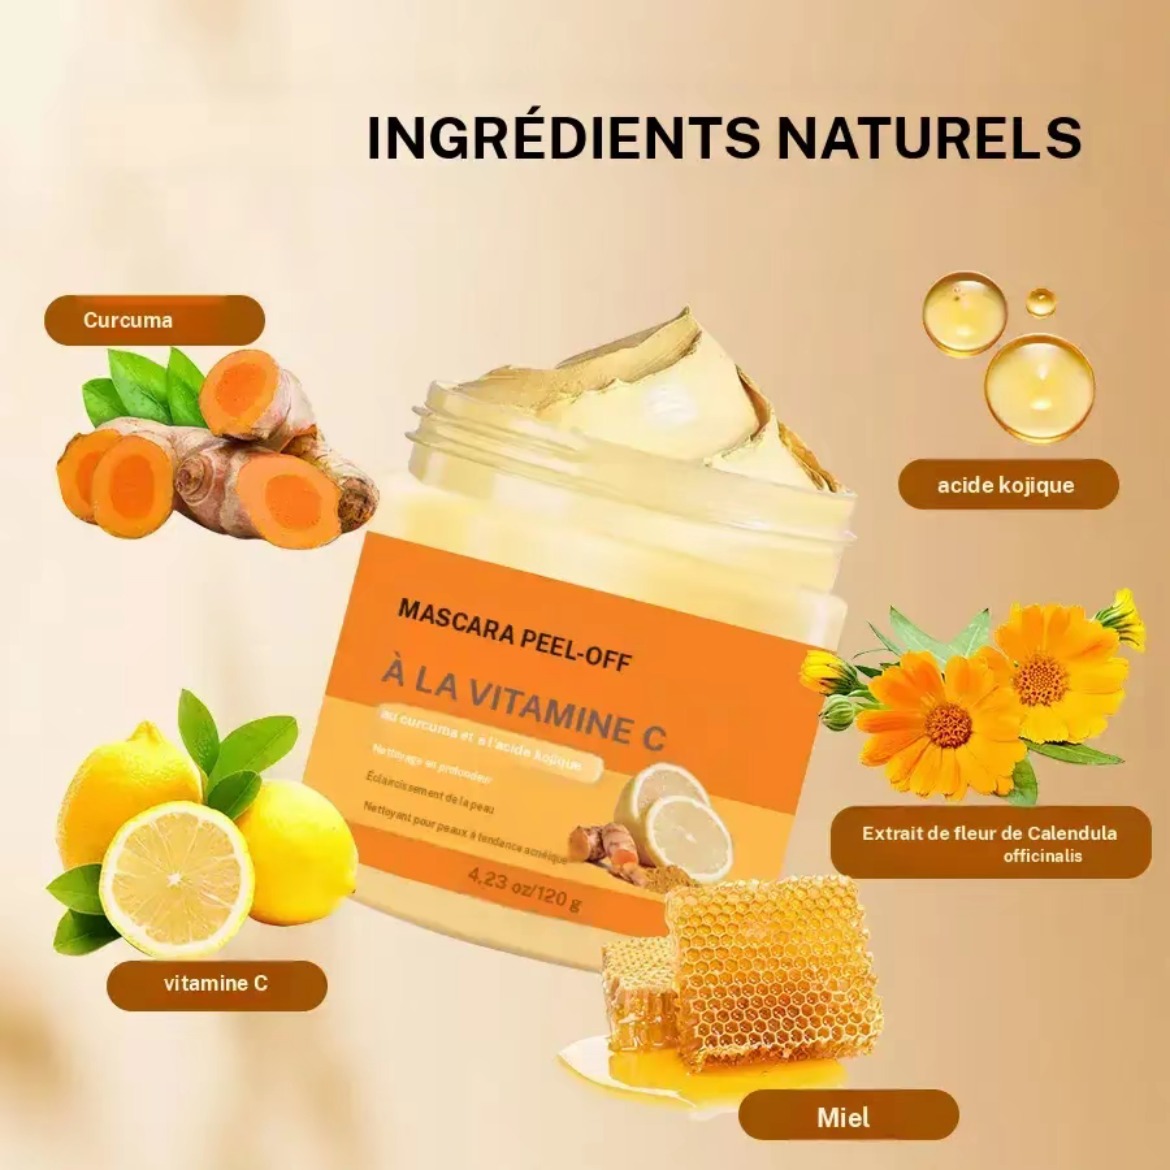 INGRÉDIENTS NATURELS
Curcuma
acide kojique
MASCARA PEEL-OFF
À LA VITAMINE C
au curcuma et à l'acide kojique
Nettoyage en profondeur
Éclaircissement de la peau
Nettoyant pour peaux à tendance acnéique
4,23 oz/120 g
Extrait de fleur de Calendula
officinalis
vitamine C
Miel